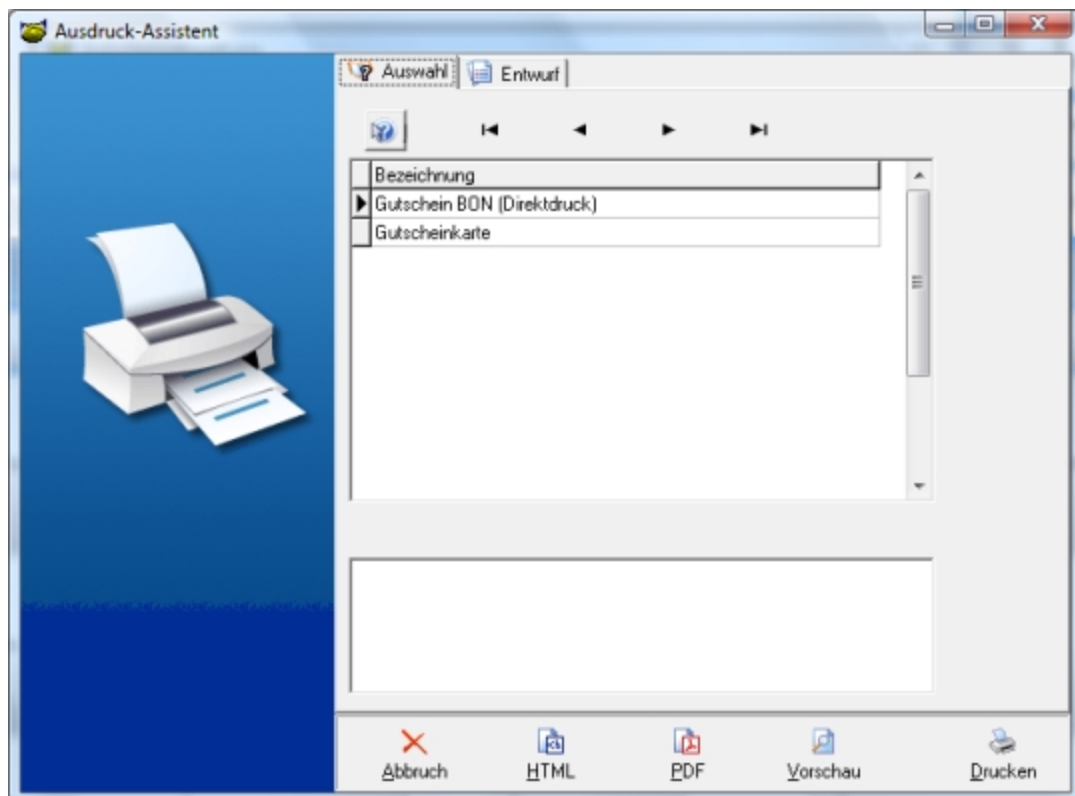 Ausdruck-Assistent
Auswahl Entwurf
Bezeichnung
Gutschein BON (Direktdruck)
Gutscheinkarte
Abbruch HTML PDF Vorschau Drucken